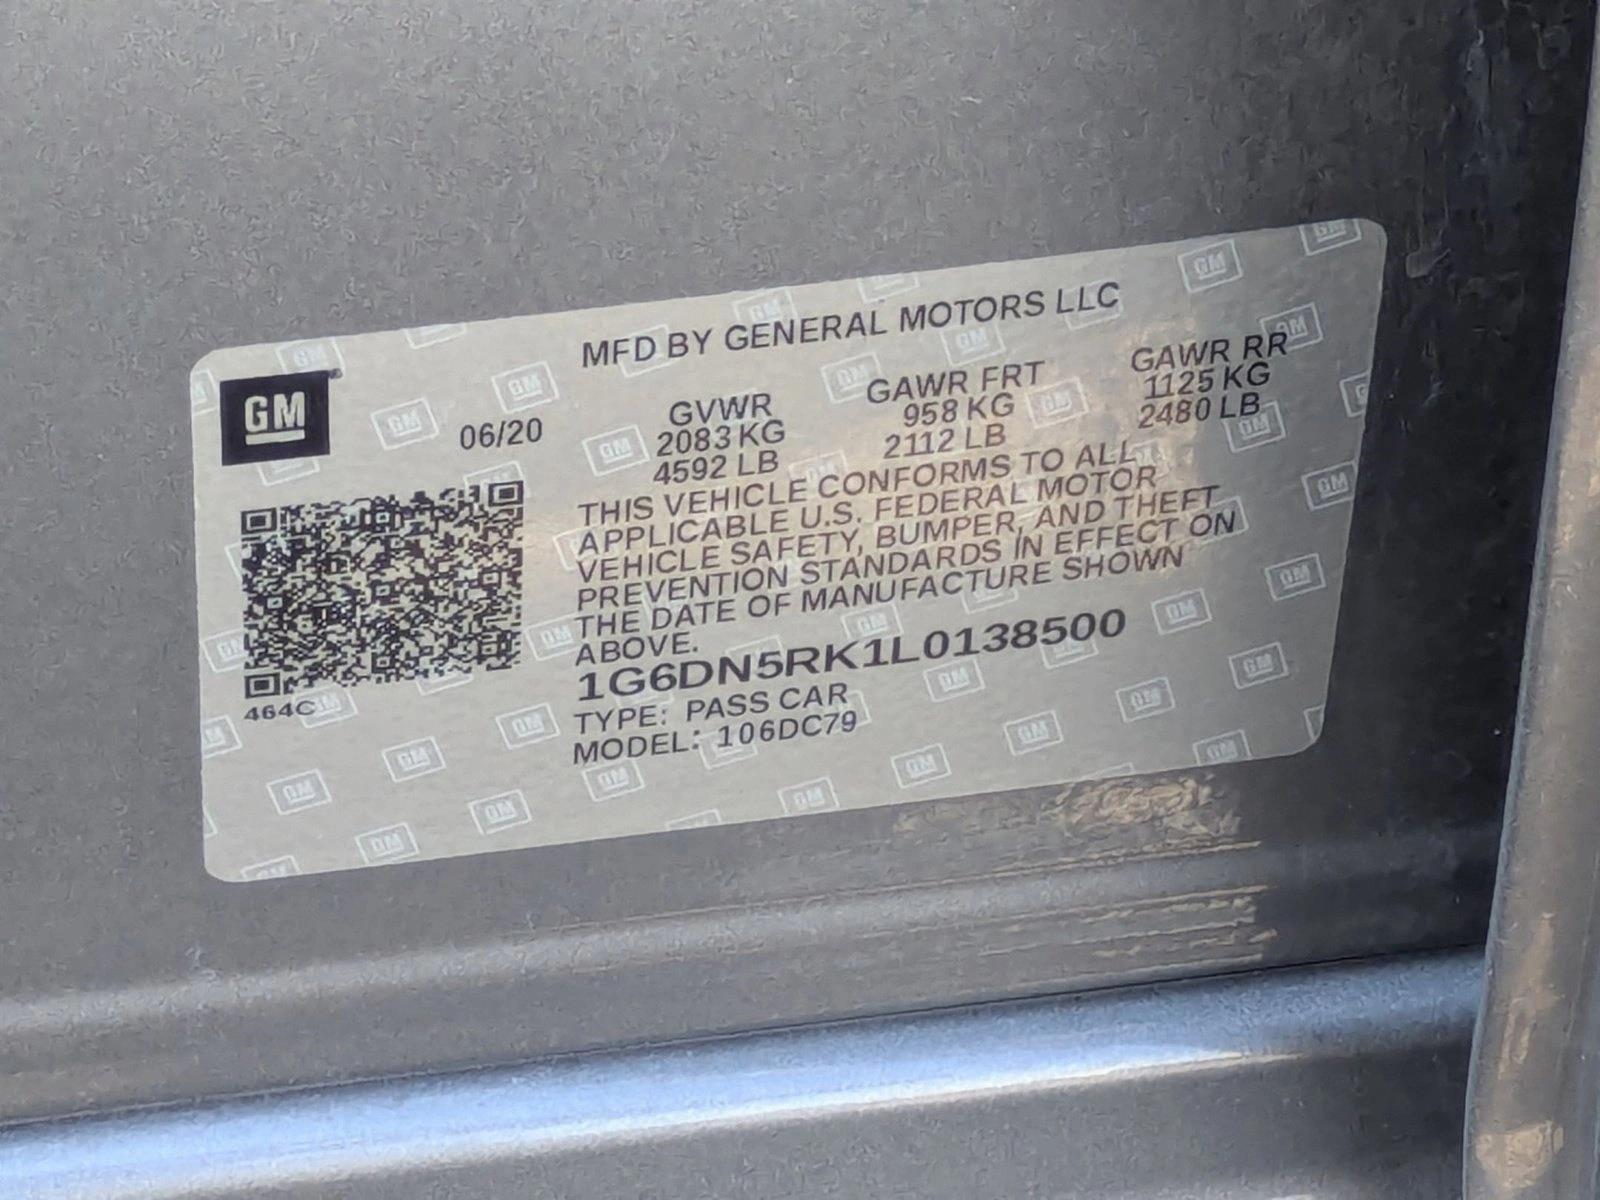 MFD BY GENERAL MOTORS LLC
GM
06/20
GVWR GAWR FRT GAWR RR
2083 KG 958 KG 1125 KG
4592 LB 2112 LB 2480 LB
THIS VEHICLE CONFORMS TO ALL
APPLICABLE U.S. FEDERAL MOTOR
VEHICLE SAFETY, BUMPER, AND THEFT
PREVENTION STANDARDS IN EFFECT ON
THE DATE OF MANUFACTURE SHOWN
ABOVE.
1G6DN5RK1L0138500
464C
TYPE: PASS CAR
MODEL: 106DC79